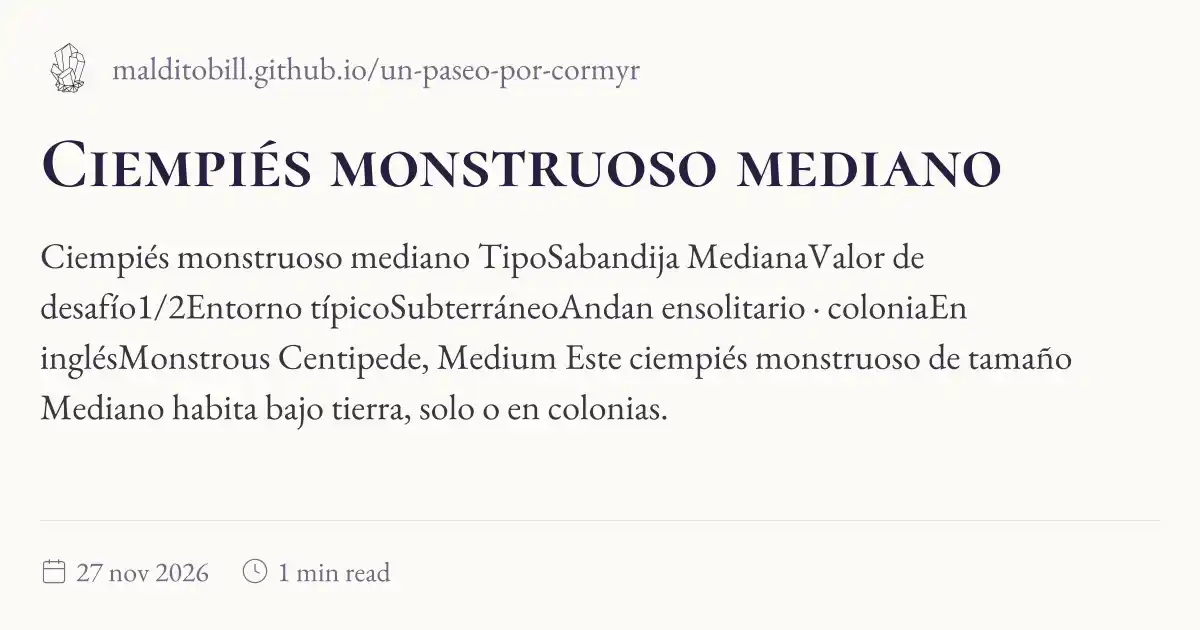 malditobill.github.io/un-paseo-por-cormyr
Ciempiés monstruoso mediano
Ciempiés monstruoso mediano TipoSabandija MedianaValor de
desafío1/2Entorno típicoSubterráneoAndan ensolitario · coloniaEn
inglésMonstrous Centipede, Medium Este ciempiés monstruoso de tamaño
Mediano habita bajo tierra, solo o en colonias.
27 nov 2026
1 min read